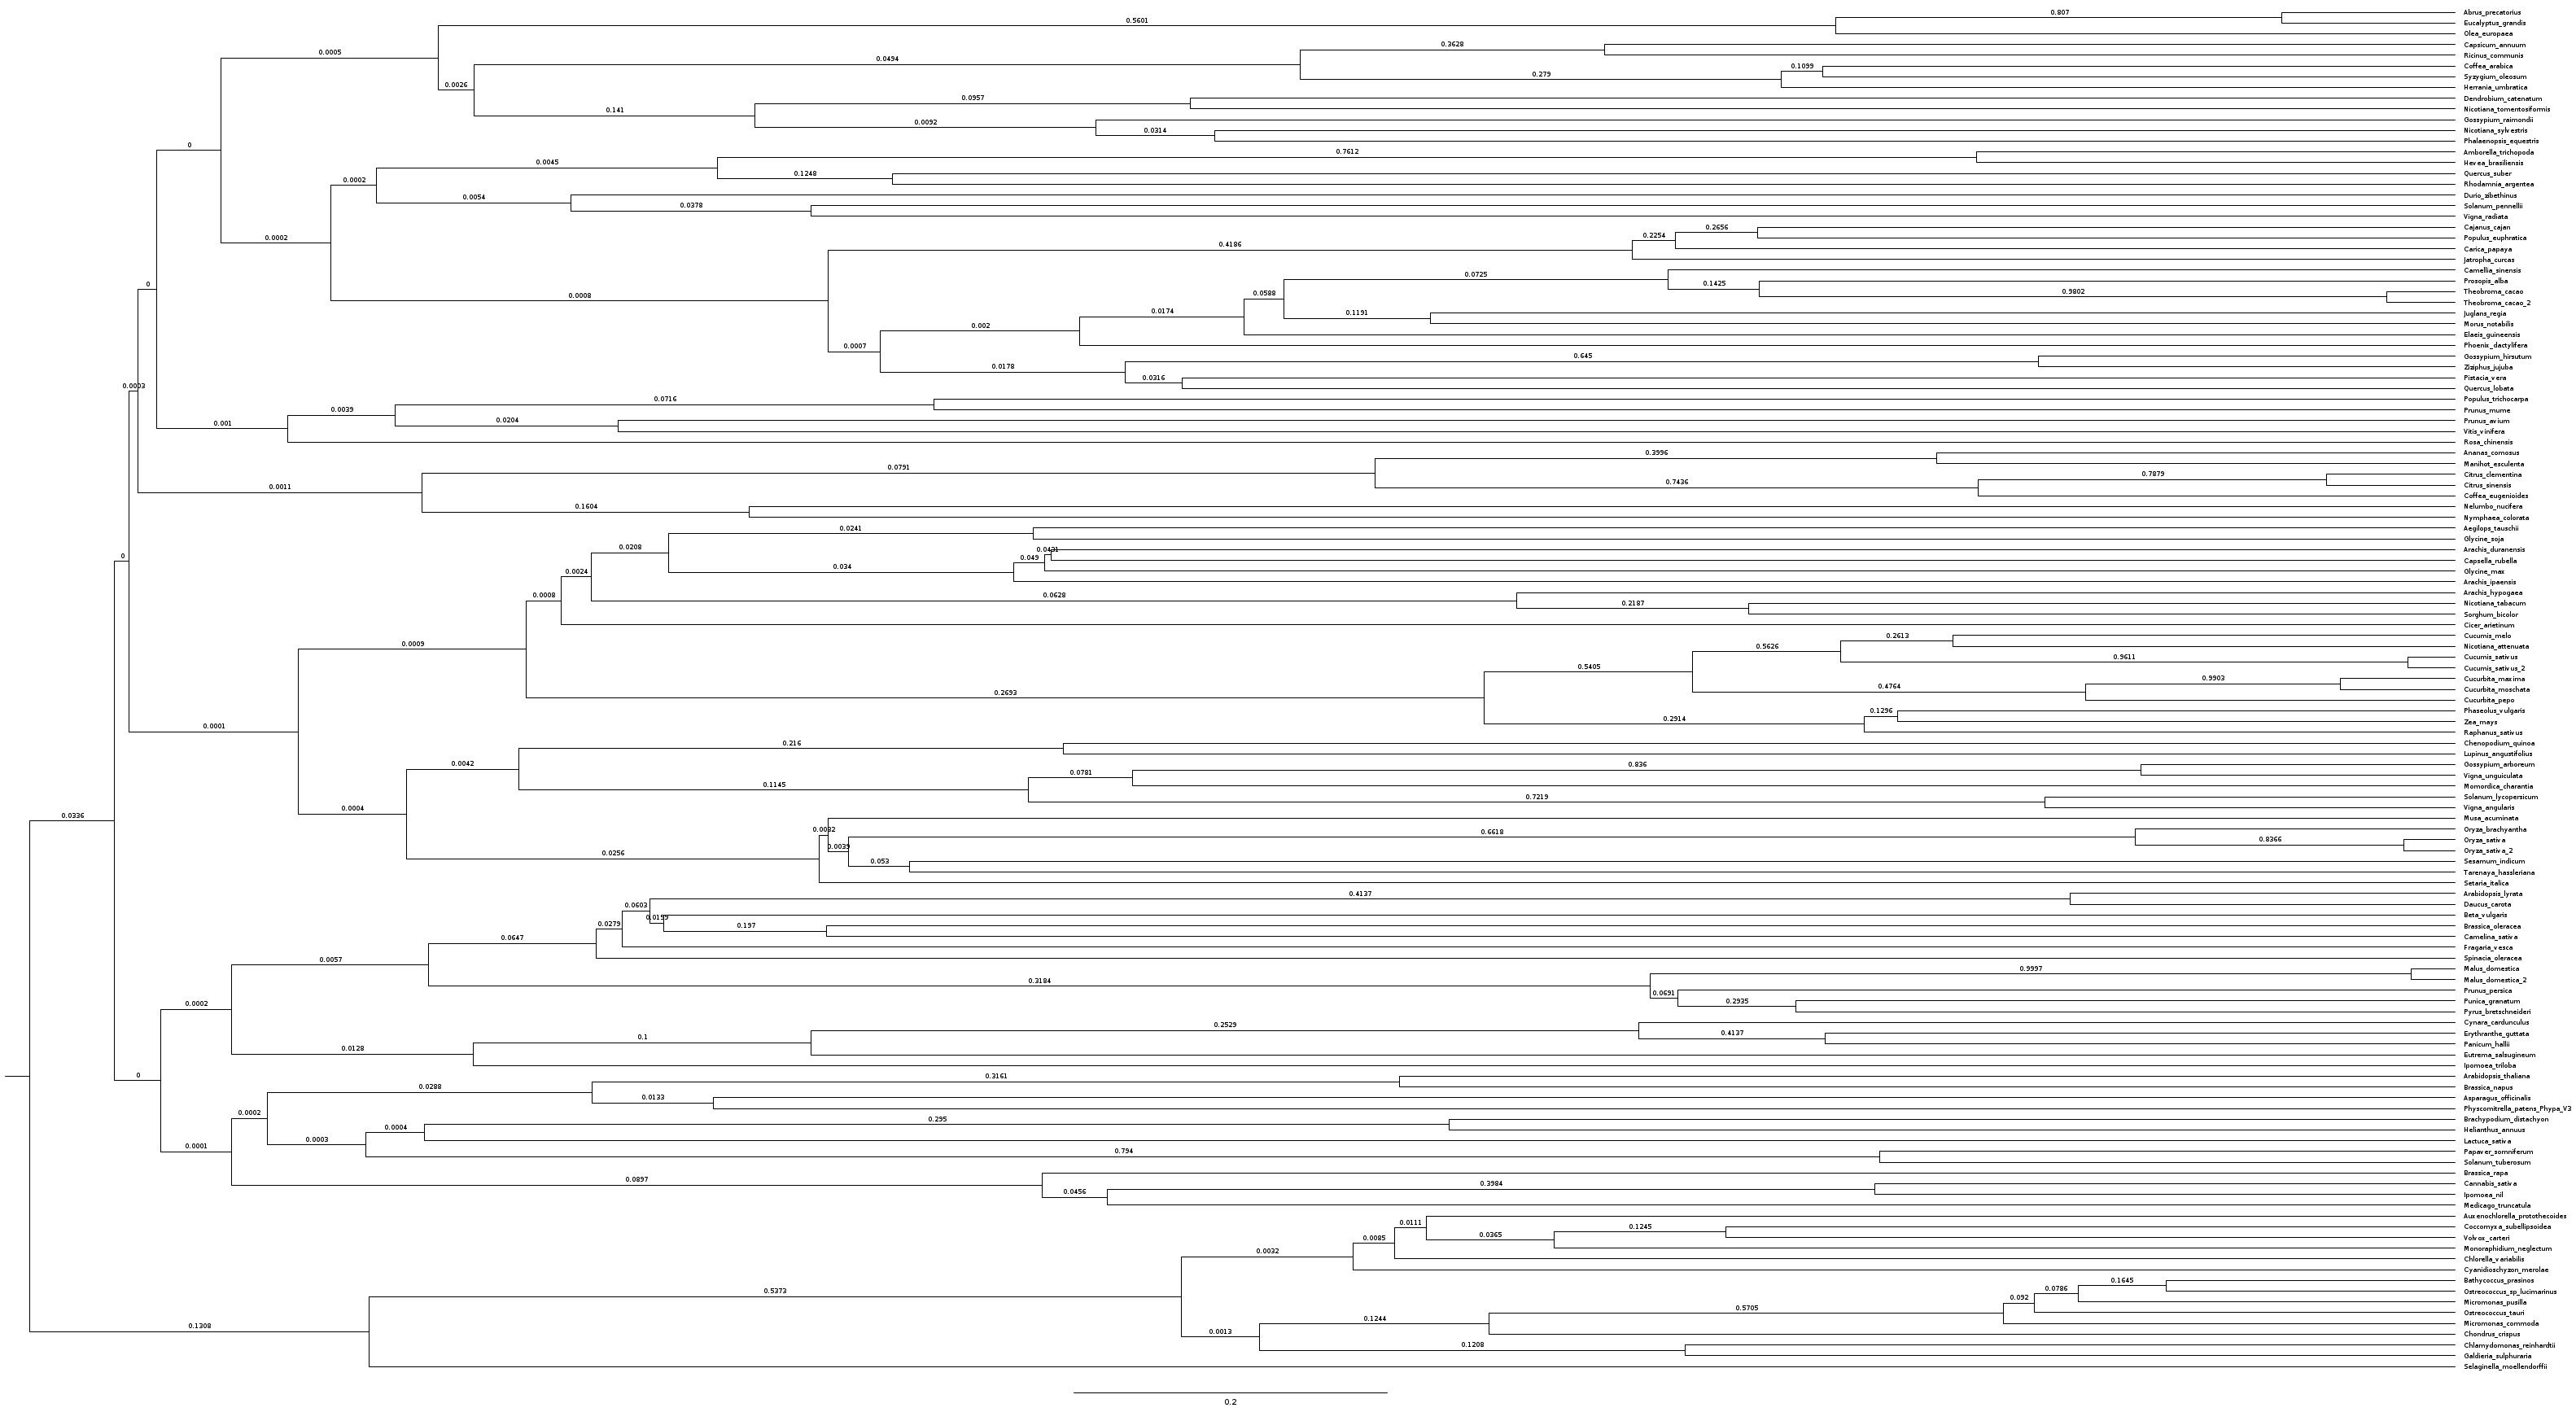 0.807
Abrus_precatorius
0.5601
Eucalyptus_grandis
Olea_europaea
0.3628
Capsicum_annuum
0.0005
Ricinus_communis
0.0494
0.1099
Coffea_arabica
0.279
Syzygium_oleosum
0.0026
Herrania_umbratica
0.0957
Dendrobium_catenatum
0.141
Nicotiana_tomentosiformis
0.0092
Gossypium_raimondii
0.0314
Nicotiana_sylvestris
Phalaenopsis_equestris
0
0.7612
Amborella_trichopoda
0.0045
Hevea_brasiliensis
0.1248
Quercus_suber
0.0002
Rhodamnia_argentea
0.0054
Durio_zibethinus
0.0378
Solanum_pennellii
Vigna_radiata
0.2656
Cajanus_cajan
0.0002
0.2254
Populus_euphratica
0.4186
Carica_papaya
Jatropha_curcas
0.0725
Camellia_sinensis
0
0.1425
Prosopis_alba
0.0008
0.0588
0.9802
Theobroma_cacao
Theobroma_cacao_2
0.0174
0.1191
Juglans_regia
0.002
Morus_notabilis
Elaeis_guineensis
0.0007
Phoenix_dactylifera
0.645
Gossypium_hirsutum
0.0178
Ziziphus_jujuba
0.0316
Pistacia_vera
0.0003
Quercus_lobata
0.0716
Populus_trichocarpa
0.0039
Prunus_mume
0.001
0.0204
Prunus_avium
Vitis_vinifera
Rosa_chinensis
0.3996
Ananas_comosus
0.0791
Manihot_esculenta
0.7879
Citrus_clementina
0.0011
0.7436
Citrus_sinensis
Coffea_eugenioides
0.1604
Nelumbo_nucifera
Nymphaea_colorata
0.0241
Aegilops_tauschii
Glycine_soja
0.0208
Arachis_duranensis
0
0.049
Capsella_rubella
0.0024
0.034
Glycine_max
Arachis_ipaensis
0.0008
0.0628
Arachis_hypogaea
0.2187
Nicotiana_tabacum
Sorghum_bicolor
Cicer_arietinum
0.0009
0.2613
Cucumis_melo
0.5626
Nicotiana_attenuata
0.9611
Cucumis_sativus
0.5405
Cucumis_sativus_2
0.9903
Cucurbita_maxima
0.2693
0.4764
Cucurbita_moschata
Cucurbita_pepo
0.1296
Phaseolus_vulgaris
0.0001
0.2914
Zea_mays
Raphanus_sativus
0.216
Chenopodium_quinoa
Lupinus_angustifolius
0.0042
0.836
Gossypium_arboreum
0.0781
Vigna_unguiculata
0.1145
Momordica_charantia
0.7219
Solanum_lycopersicum
0.0004
Vigna_angularis
0.0336
Musa_acuminata
0.0032
0.6618
Oryza_brachyantha
0.8366
Oryza_sativa
0.0256
0.0039
Oryza_sativa_2
0.053
Sesamum_indicum
Tarenaya_hassleriana
Setaria_italica
0.4137
Arabidopsis_lyrata
0.0603
Daucus_carota
Beta_vulgaris
0.0279
0.197
Brassica_oleracea
0.0647
Camelina_sativa
Fragaria_vesca
0.0057
Spinacia_oleracea
0.9997
Malus_domestica
0.3184
Malus_domestica_2
0.0691
Prunus_persica
0.0002
0.2935
Punica_granatum
Pyrus_bretschneideri
0.2529
Cynara_cardunculus
0.1
0.4137
Erythranthe_guttata
0.0128
Panicum_hallii
Eutrema_salsugineum
Ipomoea_triloba
0
0.3161
Arabidopsis_thaliana
0.0288
Brassica_napus
0.0133
Asparagus_officinalis
0.0002
Physcomitrella_patens_Phypa_V3
0.295
Brachypodium_distachyon
0.0004
Helianthus_annuus
0.0003
Lactuca_sativa
0.0001
0.794
Papaver_somniferum
Solanum_tuberosum
0.0897
Brassica_rapa
0.3984
Cannabis_sativa
0.0456
Ipomoea_nil
Medicago_truncatula
0.0111
Auxenochlorella_protothecoides
0.1245
Coccomyxa_subellipsoidea
0.0085
0.0365
Volvox_carteri
0.0032
Monoraphidium_neglectum
Chlorella_variabilis
Cyanidioschyzon_merolae
0.5373
0.1645
Bathycoccus_prasinos
0.0786
Ostreococcus_sp_lucimarinus
0.092
Micromonas_pusilla
0.5705
Ostreococcus_tauri
0.1244
Micromonas_commoda
0.1308
0.0013
Chondrus_crispus
0.1208
Chlamydomonas_reinhardtii
Galdieria_sulphuraria
Selaginella_moellendorffii
0.2